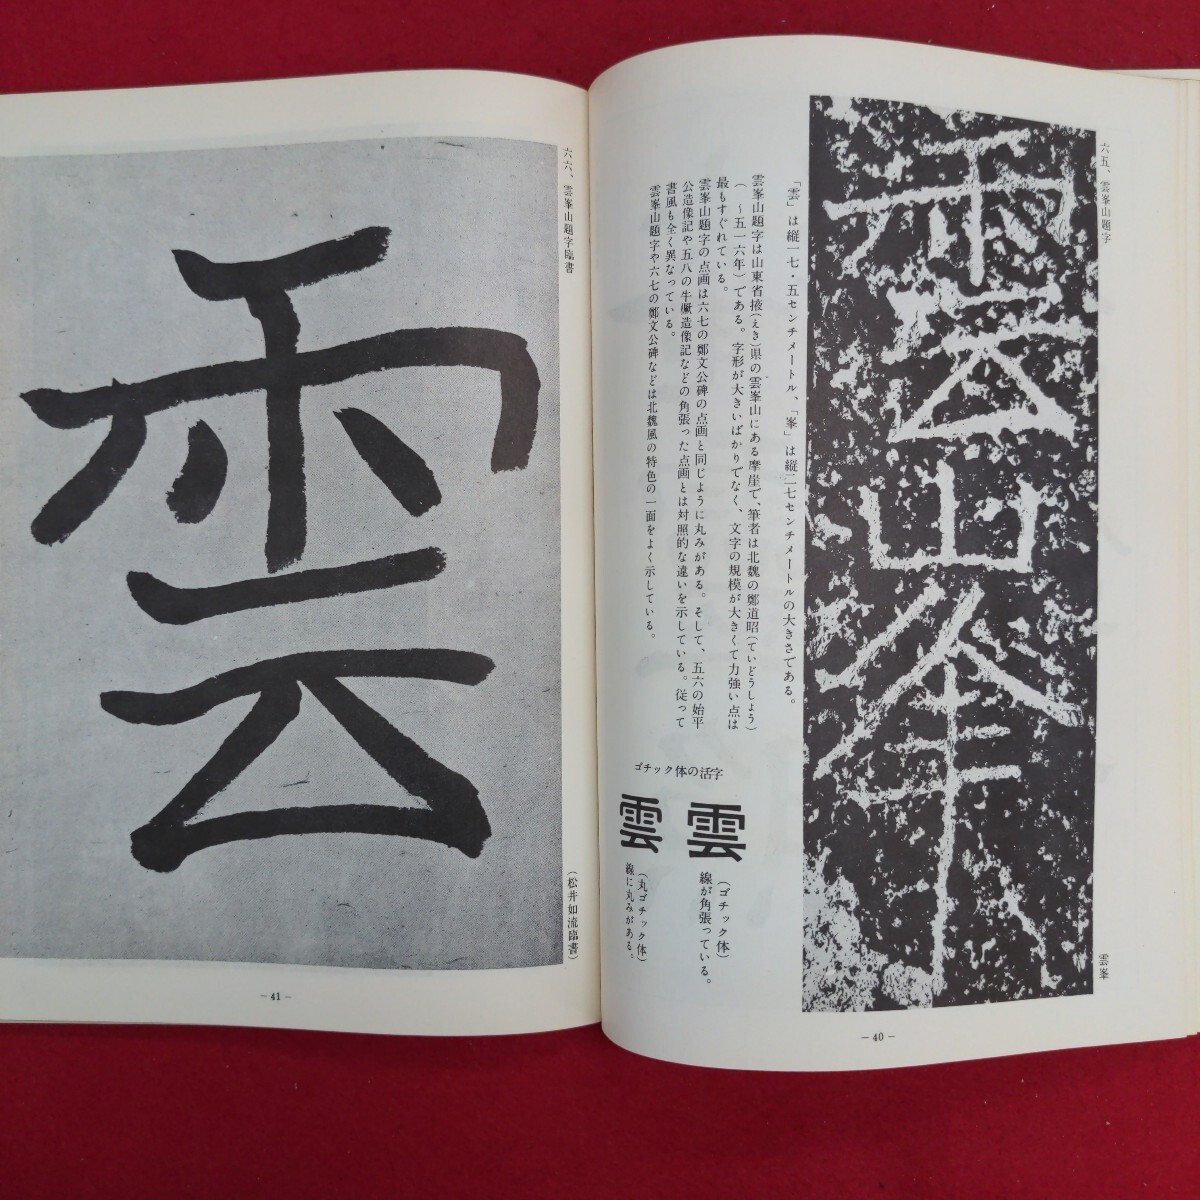 六五、雲峯山題字
雲峯
雲峯
「雲」は縦一七・五センチメートル、「峯」は縦二七センチメートルの大きさである。
雲峯山題字は山東省掖(えき)県の雲峯山にある摩崖で、筆者は北魏の鄭道昭(ていどうしょう)
(〜五一六年)である。字形が大きいばかりでなく、文字の規模が大きくて力強い点は
最もすぐれている。
雲峯山題字の点画は六七の鄭文公碑の点画と同じように丸みがある。そして、五六の始平
公造像記や五八の牛橛造像記などの角張った点画とは対照的な違いを示している。従って
書風も全く異なっている。
雲峯山題字や六七の鄭文公碑などは北魏風の特色の一面をよく示している。
ゴチック体の活字
雲
(ゴチック体)
線が角張っている。
雲
(丸ゴチック体)
線に丸みがある。
－40－
六六、雲峯山題字臨書
雲
(松井如流臨書)
－41－